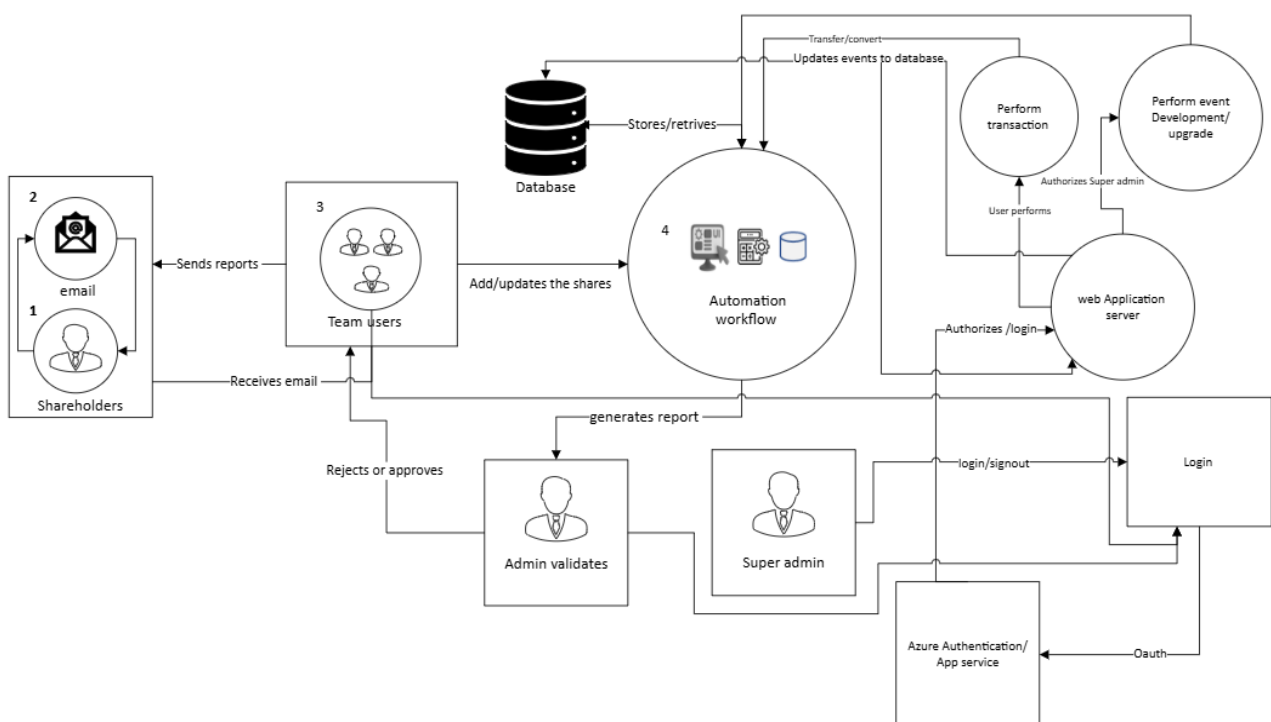 Transfer/convert
Updates events to database
Perform
transaction
Perform event
Development/
upgrade
Stores/retrives
Database
Authorizes Super admin
2
3
4
User performs
UI
Sends reports
email
Add/updates the shares
Automation
workflow
web Application
server
1
Team users
Authorizes /login
Receives email
Shareholders
generates report
Rejects or approves
login/signout
Login
Admin validates
Super admin
Azure Authentication/
App service
Oauth